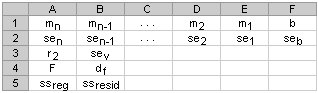 A B C D E F
1 mn mn-1 ... m2 m1 b
2 sen sen-1 ... se2 se1 seb
3 r2 sev
4 F df
5 ssreg ssresid